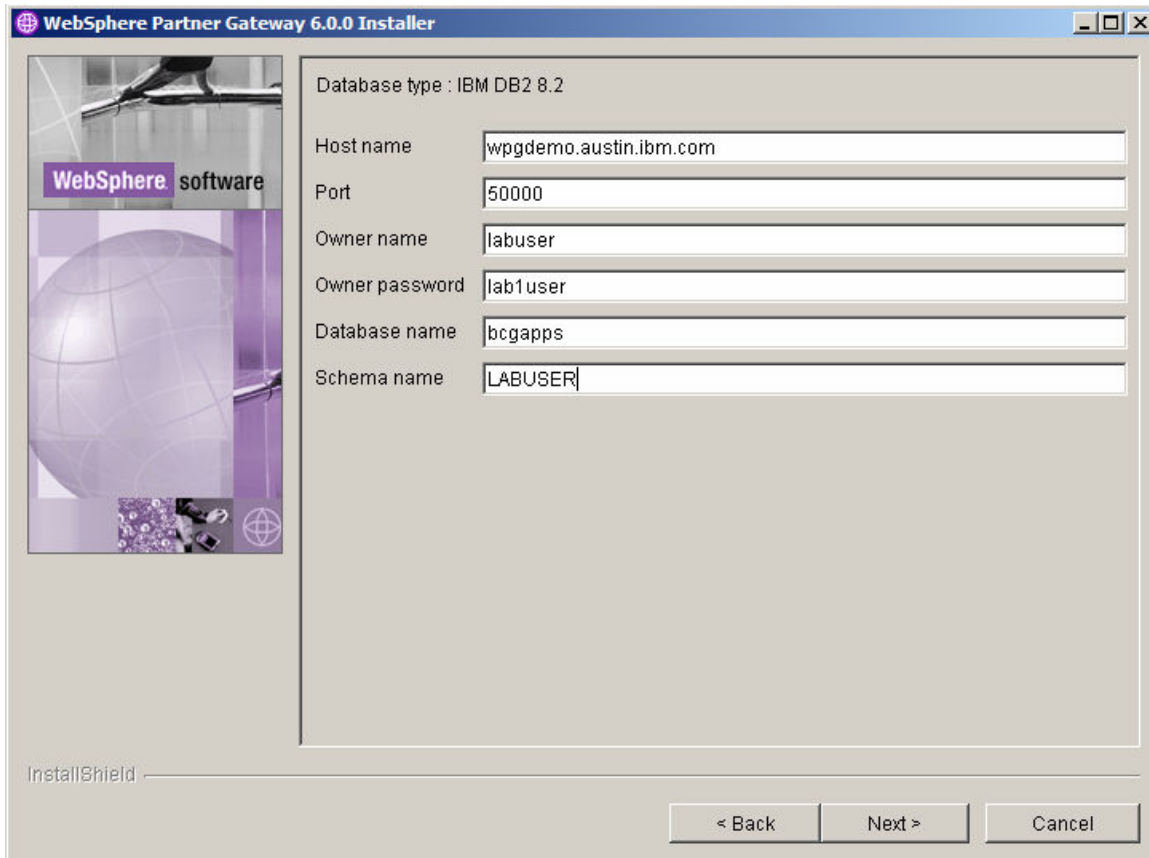 WebSphere Partner Gateway 6.0.0 Installer
WebSphere software
Database type : IBM DB2 8.2
Host name wpgdemo.austin.ibm.com
Port 50000
Owner name labuser
Owner password lab1user
Database name bcgapps
Schema name LABUSER
InstallShield
< Back Next > Cancel